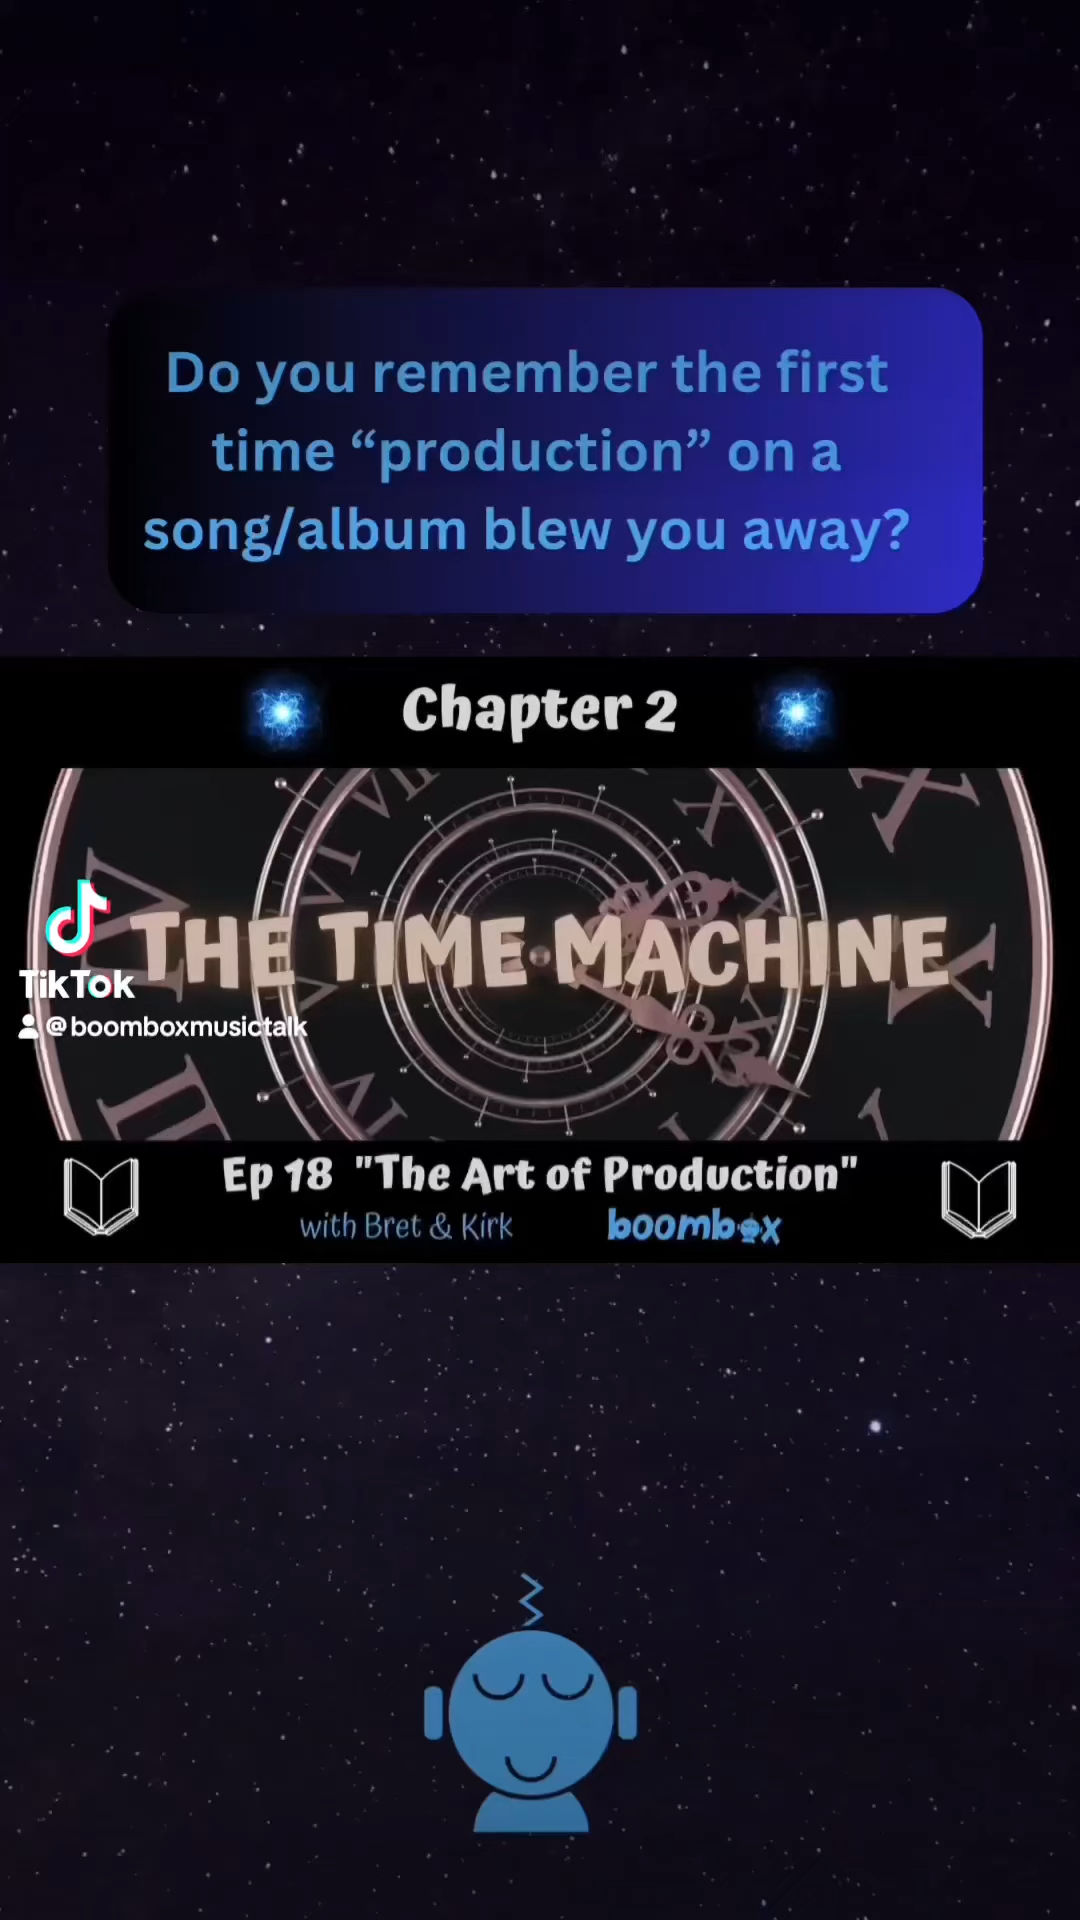 Do you remember the first
time “production” on a
song/album blew you away?
Chapter 2
THE TIME MACHINE
TikTok
@boomboxmusictalk
Ep 18 "The Art of Production"
with Bret & Kirk
boombox